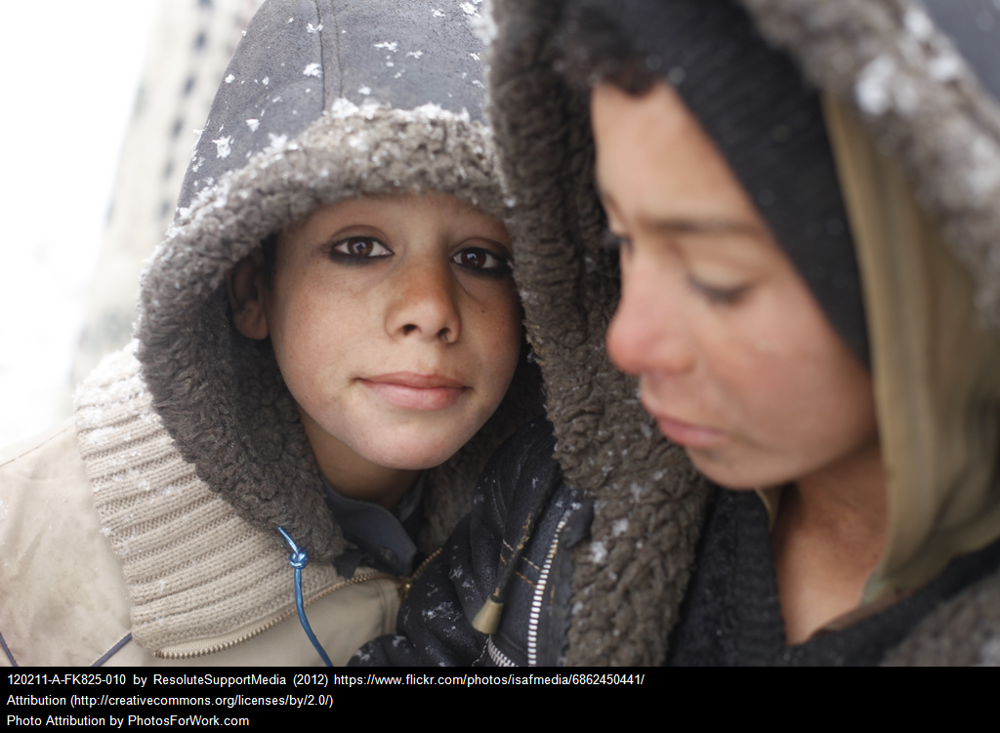 120211-A-FK825-010 by ResoluteSupportMedia (2012) https://www.flickr.com/photos/isafmedia/6862450441/
Attribution (http://creativecommons.org/licenses/by/2.0/)
Photo Attribution by PhotosForWork.com